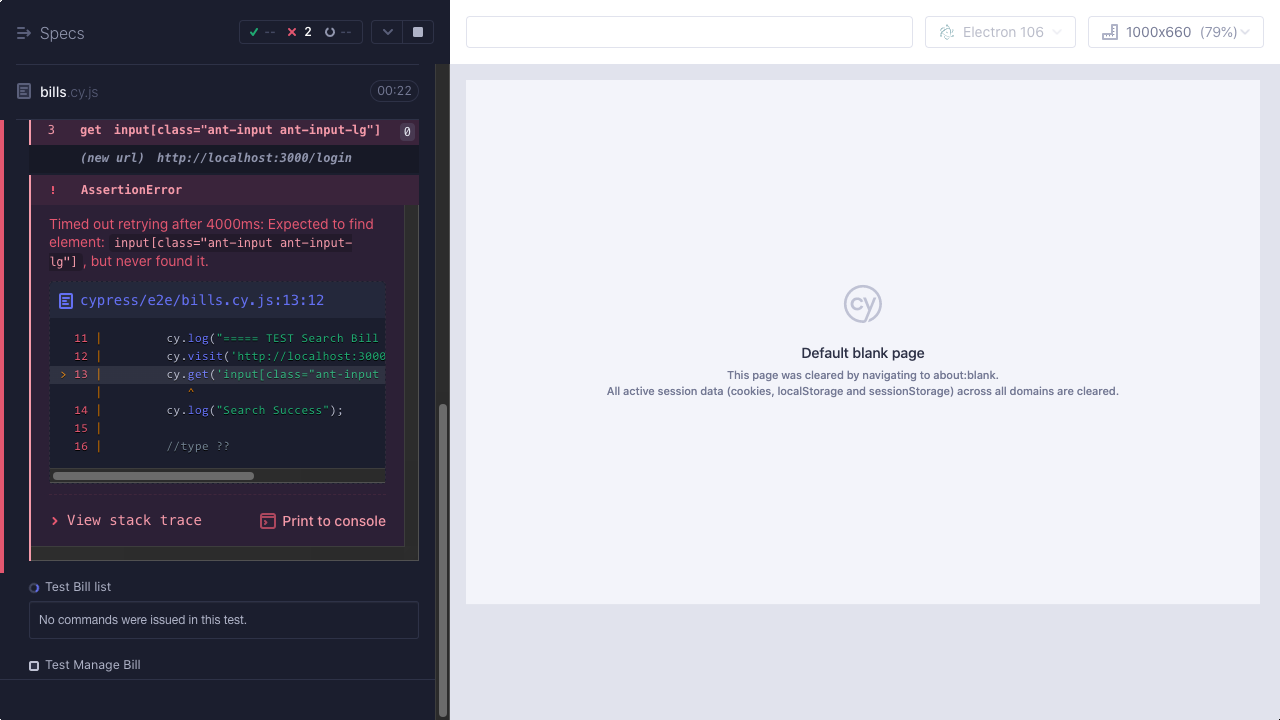 Specs
-- 2 --
bills.cy.js
00:22
3 get input[class="ant-input ant-input-lg"] 0
(new url) http://localhost:3000/login
! AssertionError
Timed out retrying after 4000ms: Expected to find
element: input[class="ant-input ant-input-
lg"] , but never found it.
cypress/e2e/bills.cy.js:13:12
11 | cy.log("===== TEST Search Bill
12 | cy.visit('http://localhost:3000
> 13 | cy.get('input[class="ant-input
| ^
14 | cy.log("Search Success");
15 |
16 | //type ??
View stack trace
Print to console
Test Bill list
No commands were issued in this test.
Test Manage Bill
Electron 106
1000x660 (79%)
cy
Default blank page
This page was cleared by navigating to about:blank.
All active session data (cookies, localStorage and sessionStorage) across all domains are cleared.